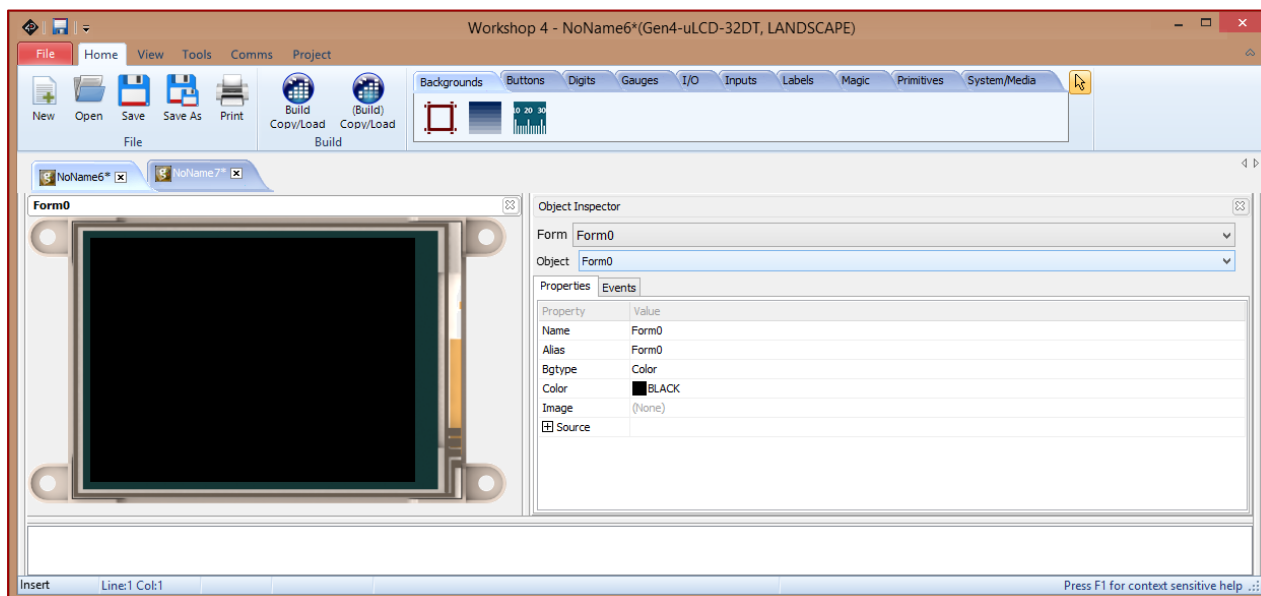 Workshop 4 - NoName6*(Gen4-uLCD-32DT, LANDSCAPE)
File Home View Tools Comms Project
Backgrounds Buttons Digits Gauges I/O Inputs Labels Magic Primitives System/Media
10 20 30
New Open Save Save As Print Build Copy/Load (Build) Copy/Load
File Build
NoName6* NoName7*
Form0
Object Inspector
Form Form0
Object Form0
Properties Events
Property Value
Name Form0
Alias Form0
Bgtype Color
Color BLACK
Image (None)
Source
Insert Line:1 Col:1 Press F1 for context sensitive help